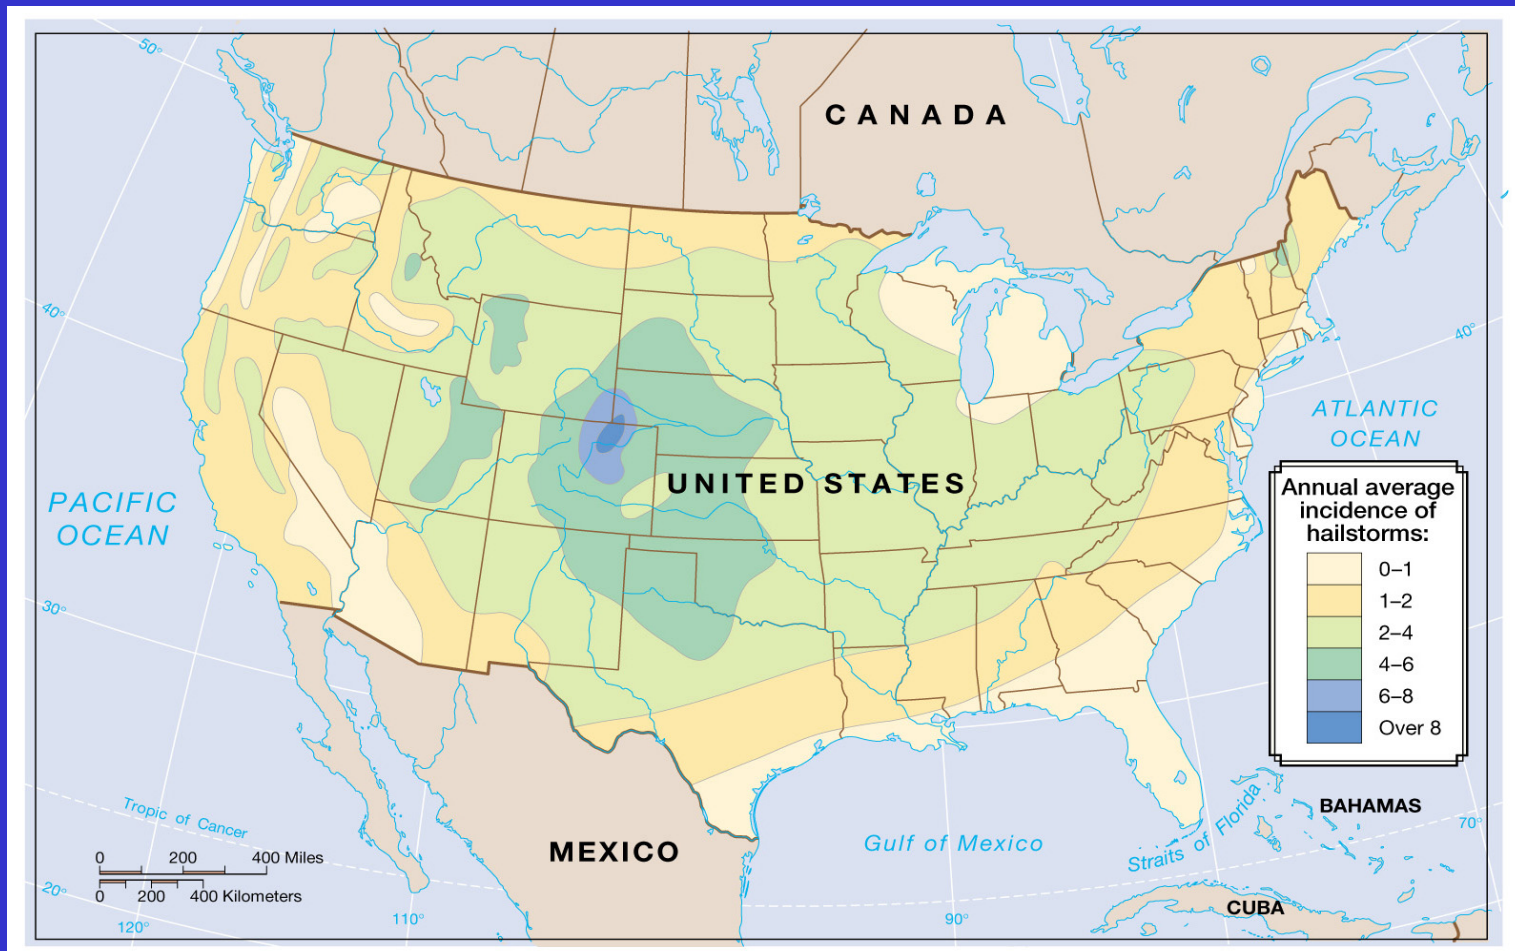 50°
CANADA
40°
40°
ATLANTIC
OCEAN
PACIFIC
OCEAN
UNITED STATES
Annual average
incidence of
hailstorms:
0–1
1–2
2–4
4–6
6–8
Over 8
30°
BAHAMAS
Tropic of Cancer
Straits of Florida
70°
MEXICO
Gulf of Mexico
0 200 400 Miles
0 200 400 Kilometers
20°
120°
110°
90°
CUBA